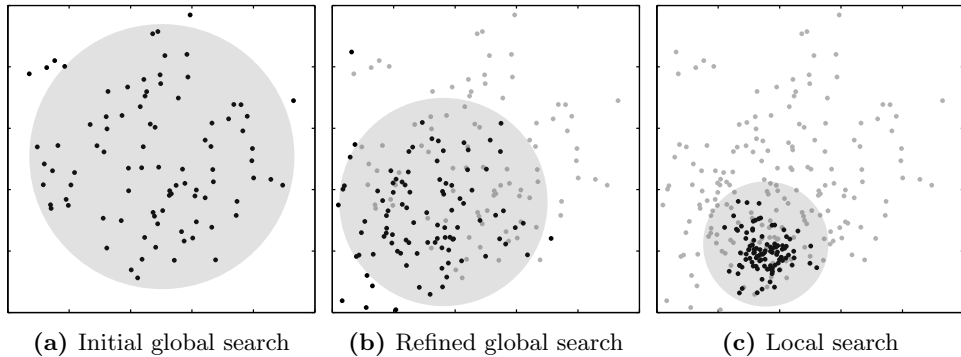 (a) Initial global search
(b) Refined global search
(c) Local search